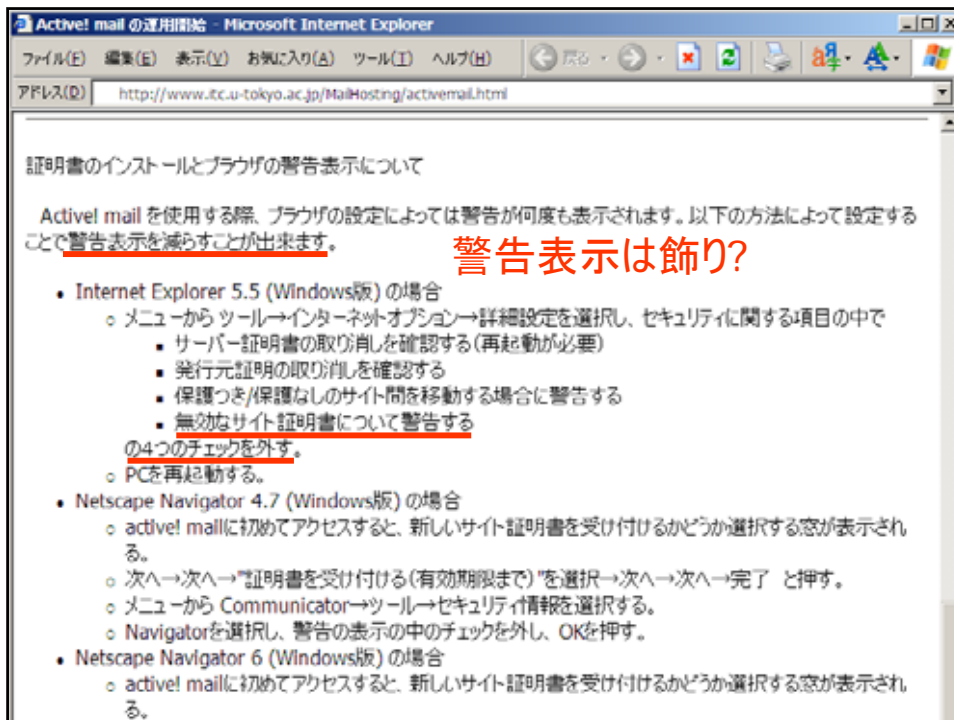 Active! mail の運用開始 - Microsoft Internet Explorer
ファイル(F) 編集(E) 表示(V) お気に入り(A) ツール(T) ヘルプ(H) 戻る
アドレス(D) http://www.itc.u-tokyo.ac.jp/MailHosting/activemail.html
証明書のインストールとブラウザの警告表示について
Active! mail を使用する際、ブラウザの設定によっては警告が何度も表示されます。以下の方法によって設定する
ことで警告表示を減らすことが出来ます。
警告表示は飾り?
• Internet Explorer 5.5 (Windows版) の場合
○ メニューから ツール→インターネットオプション→詳細設定を選択し、セキュリティに関する項目の中で
▪ サーバー証明書の取り消しを確認する(再起動が必要)
▪ 発行元証明の取り消しを確認する
▪ 保護つき/保護なしのサイト間を移動する場合に警告する
▪ 無効なサイト証明書について警告する
の4つのチェックを外す。
○ PCを再起動する。
• Netscape Navigator 4.7 (Windows版) の場合
○ active! mailに初めてアクセスすると、新しいサイト証明書を受け付けるかどうか選択する窓が表示され
る。
○ 次へ→次へ→"証明書を受け付ける(有効期限まで)"を選択→次へ→次へ→完了 と押す。
○ メニューから Communicator→ツール→セキュリティ情報を選択する。
○ Navigatorを選択し、警告の表示の中のチェックを外し、OKを押す。
• Netscape Navigator 6 (Windows版) の場合
○ active! mailに初めてアクセスすると、新しいサイト証明書を受け付けるかどうか選択する窓が表示され
る。